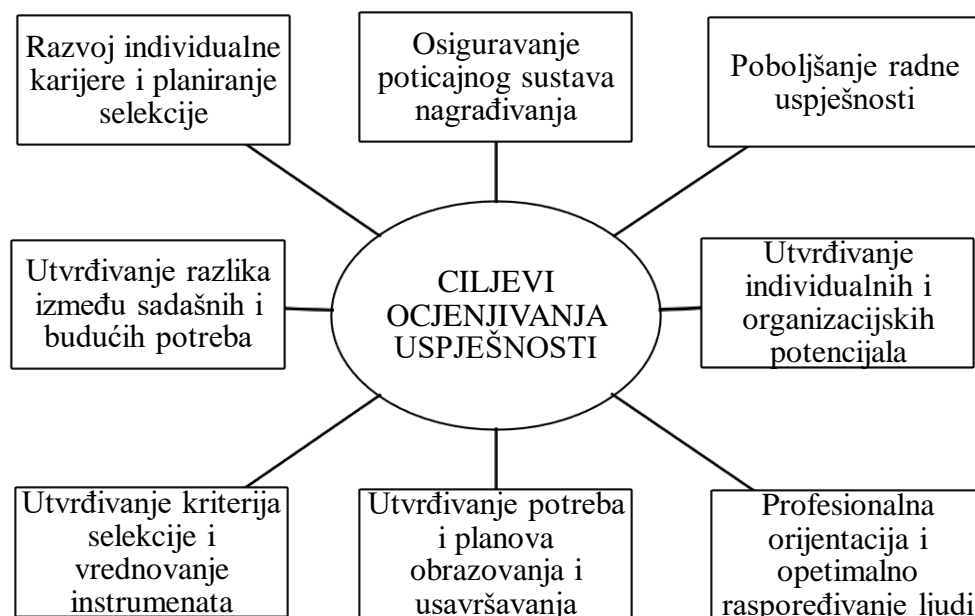 Razvoj individualne
karijere i planiranje
selekcije
Osiguravanje
poticajnog sustava
nagrađivanja
Poboljšanje radne
uspješnosti
Utvrđivanje razlika
između sadašnih i
budućih potreba
CILJEVI
OCJENJIVANJA
USPJEŠNOSTI
Utvrđivanje
individualnih i
organizacijskih
potencijala
Utvrđivanje kriterija
selekcije i
vrednovanje
instrumenata
Utvrđivanje potreba
i planova
obrazovanja i
usavršavanja
Profesionalna
orijentacija i
opetimalno
raspoređivanje ljudi